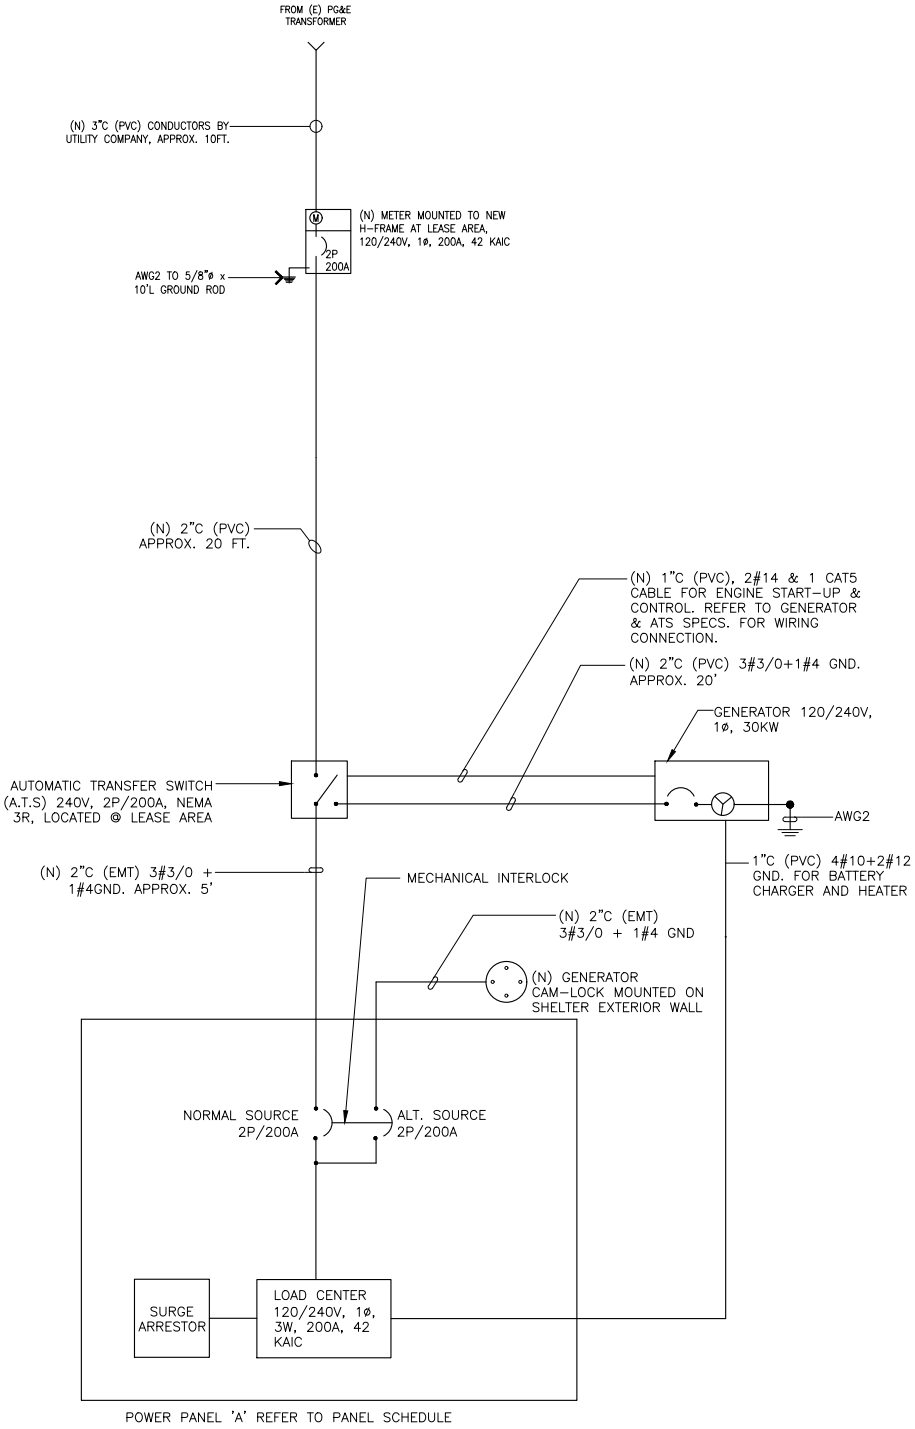 FROM (E) PG&E
TRANSFORMER
(N) 3"C (PVC) CONDUCTORS BY
UTILITY COMPANY, APPROX. 10FT.
M
(N) METER MOUNTED TO NEW
H-FRAME AT LEASE AREA,
120/240V, 1ø, 200A, 42 KAIC
2P
200A
AWG2 TO 5/8"ø x
10'L GROUND ROD
(N) 2"C (PVC)
APPROX. 20 FT.
(N) 1"C (PVC), 2#14 & 1 CAT5
CABLE FOR ENGINE START-UP &
CONTROL. REFER TO GENERATOR
& ATS SPECS. FOR WIRING
CONNECTION.
(N) 2"C (PVC) 3#3/0+1#4 GND.
APPROX. 20'
GENERATOR 120/240V,
1ø, 30KW
AUTOMATIC TRANSFER SWITCH
(A.T.S) 240V, 2P/200A, NEMA
3R, LOCATED @ LEASE AREA
AWG2
(N) 2"C (EMT) 3#3/0 +
1#4GND. APPROX. 5'
1"C (PVC) 4#10+2#12
GND. FOR BATTERY
CHARGER AND HEATER
MECHANICAL INTERLOCK
(N) 2"C (EMT)
3#3/0 + 1#4 GND
(N) GENERATOR
CAM-LOCK MOUNTED ON
SHELTER EXTERIOR WALL
NORMAL SOURCE
2P/200A
ALT. SOURCE
2P/200A
SURGE
ARRESTOR
LOAD CENTER
120/240V, 1ø,
3W, 200A, 42
KAIC
POWER PANEL 'A' REFER TO PANEL SCHEDULE